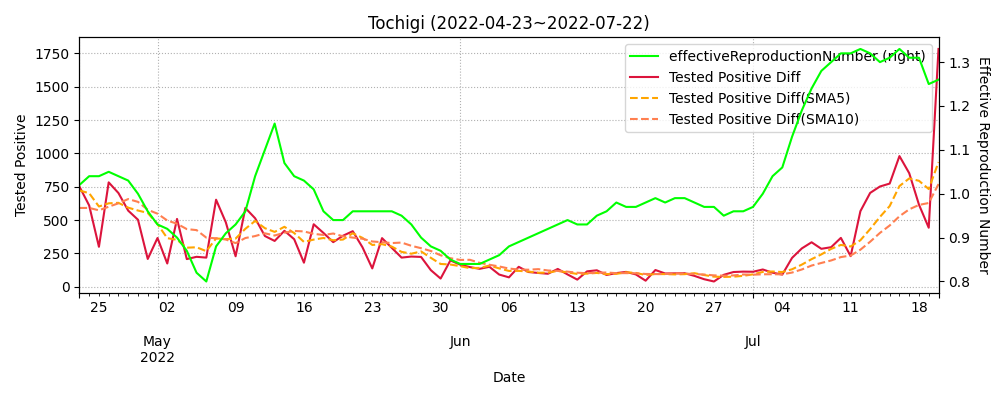 Tochigi (2022-04-23~2022-07-22)
effectiveReproductionNumber (right)
Tested Positive Diff
Tested Positive Diff(SMA5)
Tested Positive Diff(SMA10)
Tested Positive
1750
1500
1250
1000
750
500
250
0
1.3
1.2
1.1
1.0
0.9
0.8
Effective Reproduction Number
25 02 09 16 23 30 06 13 20 27 04 11 18
May Jun Jul
2022
Date